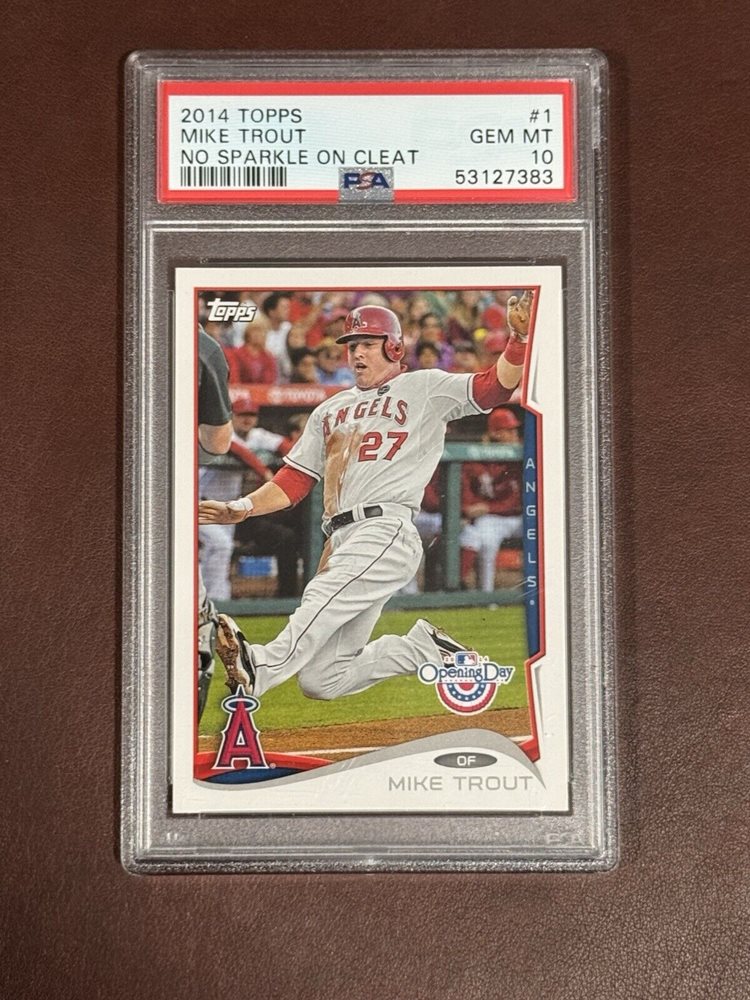 2014 TOPPS #1
MIKE TROUT GEM MT
NO SPARKLE ON CLEAT 10
PSA 53127383
Topps
TOYOTA
ANGELS
27
ANGELS
Opening Day
A
OF
MIKE TROUT